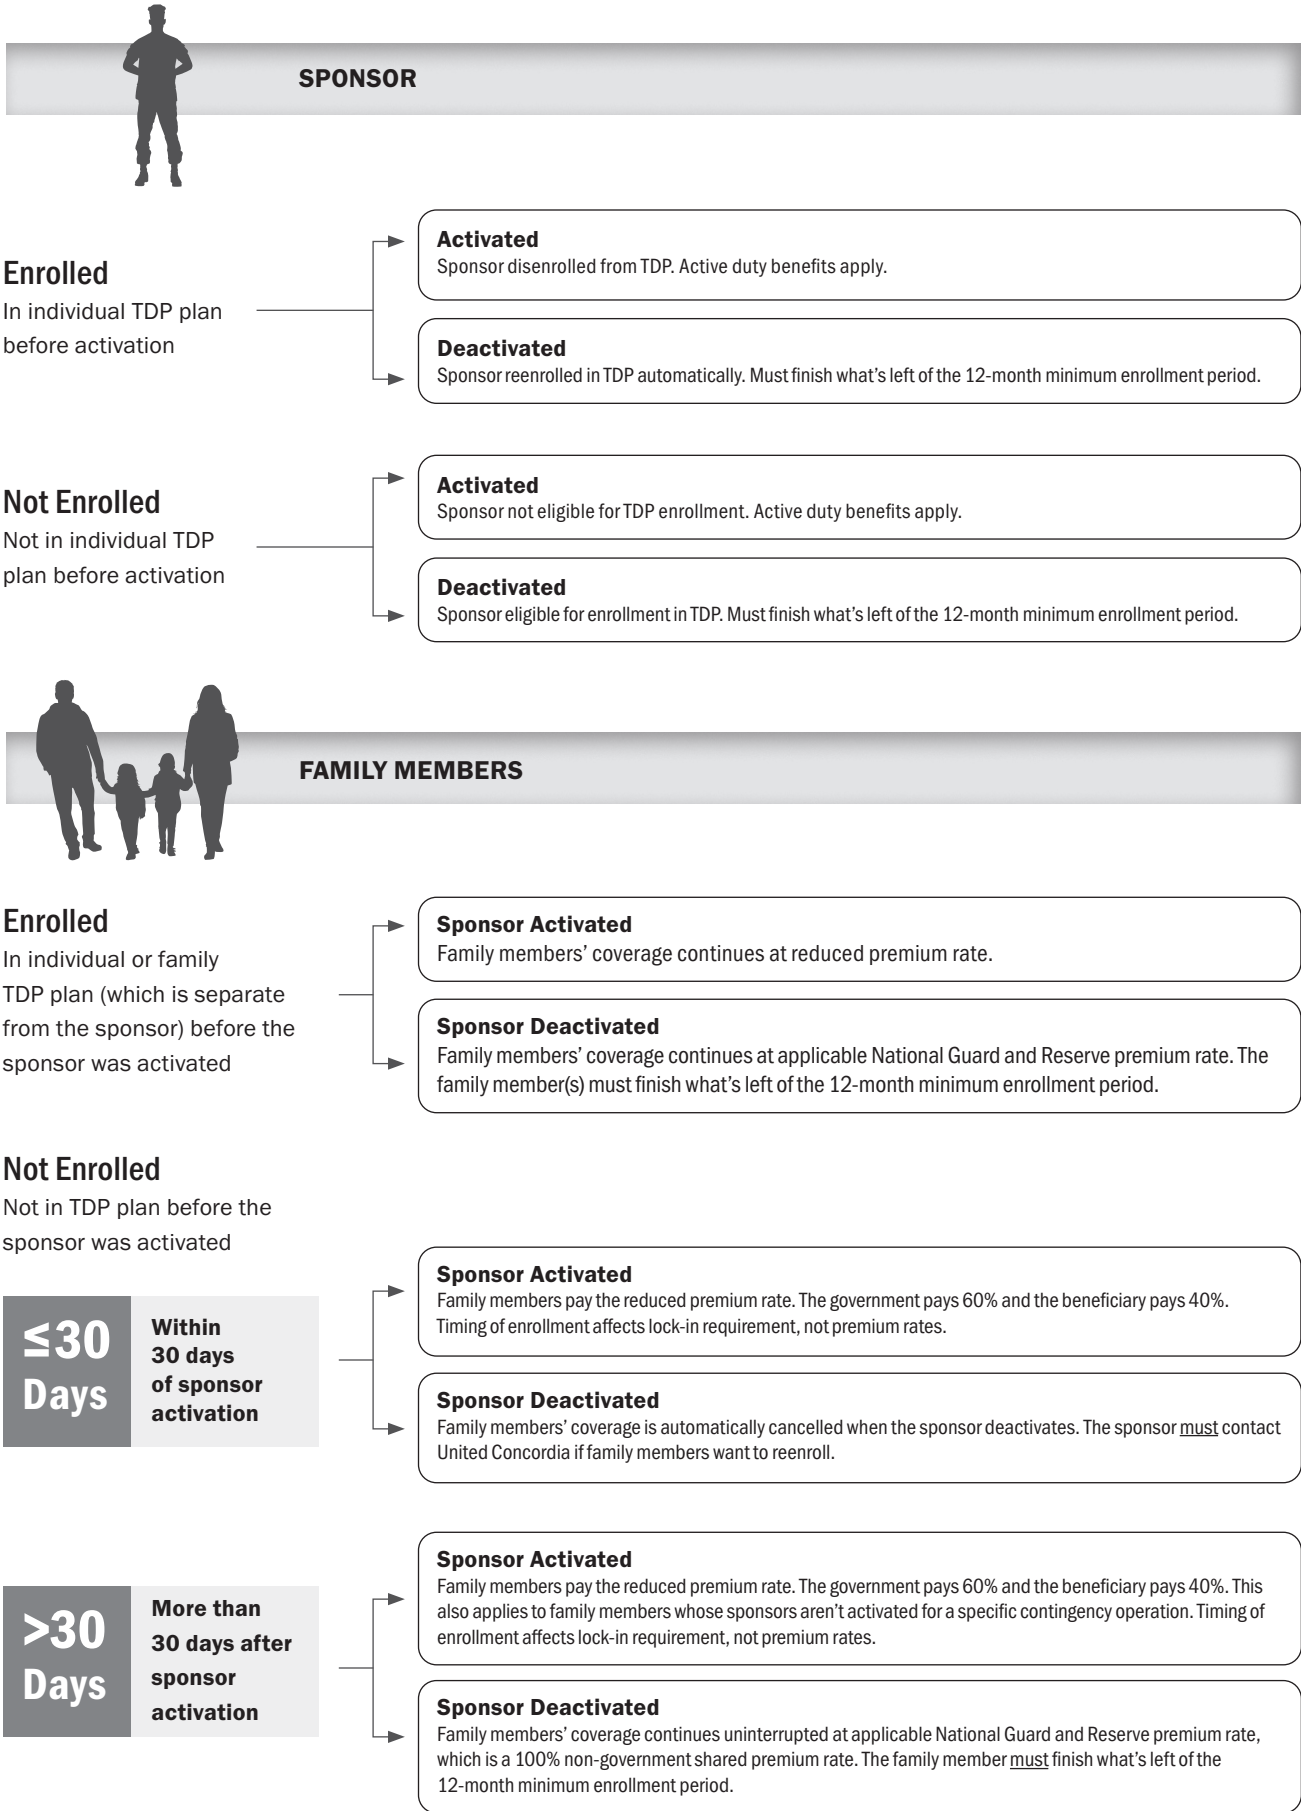 SPONSOR
Enrolled
In individual TDP plan
before activation
Activated
Sponsor disenrolled from TDP. Active duty benefits apply.
Deactivated
Sponsor reenrolled in TDP automatically. Must finish what’s left of the 12-month minimum enrollment period.
Not Enrolled
Not in individual TDP
plan before activation
Activated
Sponsor not eligible for TDP enrollment. Active duty benefits apply.
Deactivated
Sponsor eligible for enrollment in TDP. Must finish what’s left of the 12-month minimum enrollment period.
FAMILY MEMBERS
Enrolled
In individual or family
TDP plan (which is separate
from the sponsor) before the
sponsor was activated
Sponsor Activated
Family members’ coverage continues at reduced premium rate.
Sponsor Deactivated
Family members’ coverage continues at applicable National Guard and Reserve premium rate. The
family member(s) must finish what’s left of the 12-month minimum enrollment period.
Not Enrolled
Not in TDP plan before the
sponsor was activated
≤30
Days
Within
30 days
of sponsor
activation
Sponsor Activated
Family members pay the reduced premium rate. The government pays 60% and the beneficiary pays 40%.
Timing of enrollment affects lock-in requirement, not premium rates.
Sponsor Deactivated
Family members’ coverage is automatically cancelled when the sponsor deactivates. The sponsor must contact
United Concordia if family members want to reenroll.
>30
Days
More than
30 days after
sponsor
activation
Sponsor Activated
Family members pay the reduced premium rate. The government pays 60% and the beneficiary pays 40%. This
also applies to family members whose sponsors aren’t activated for a specific contingency operation. Timing of
enrollment affects lock-in requirement, not premium rates.
Sponsor Deactivated
Family members’ coverage continues uninterrupted at applicable National Guard and Reserve premium rate,
which is a 100% non-government shared premium rate. The family member must finish what’s left of the
12-month minimum enrollment period.